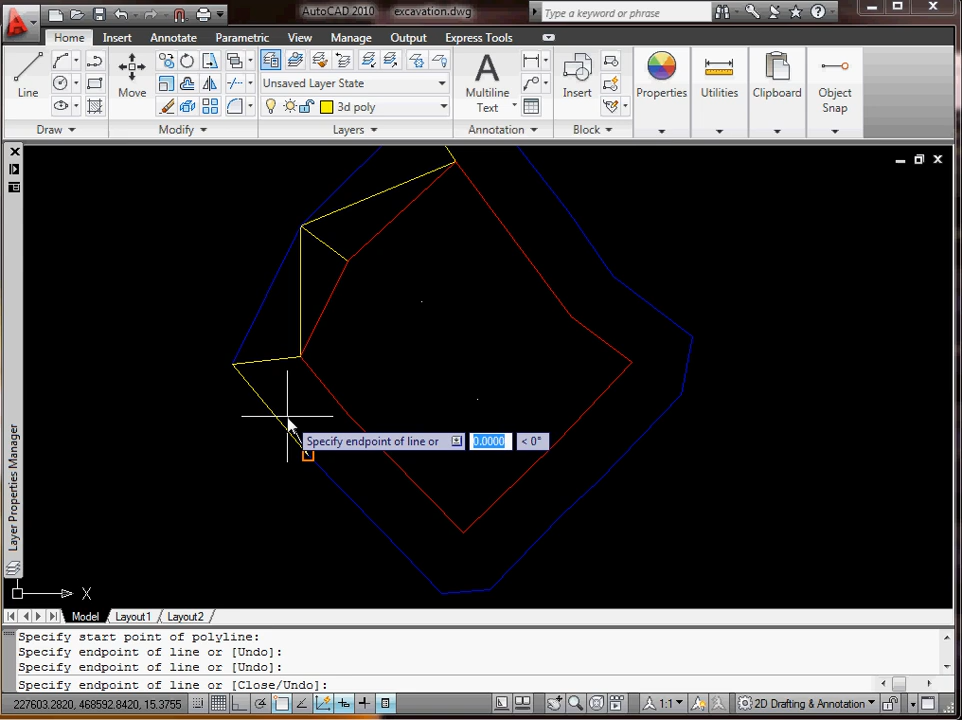 AutoCAD 2010 excavation.dwg
Type a keyword or phrase
Home Insert Annotate Parametric View Manage Output Express Tools
Line
Move
Unsaved Layer State
3d poly
Multiline
Text
Insert
Properties
Utilities
Clipboard
Object
Snap
Draw
Modify
Layers
Annotation
Block
Specify endpoint of line or 0.0000 < 0°
Layer Properties Manager
X
Model Layout1 Layout2
Specify start point of polyline:
Specify endpoint of line or [Undo]:
Specify endpoint of line or [Undo]:
Specify endpoint of line or [Close/Undo]:
227603.2820, 468592.8420, 15.3755
1:1
2D Drafting & Annotation